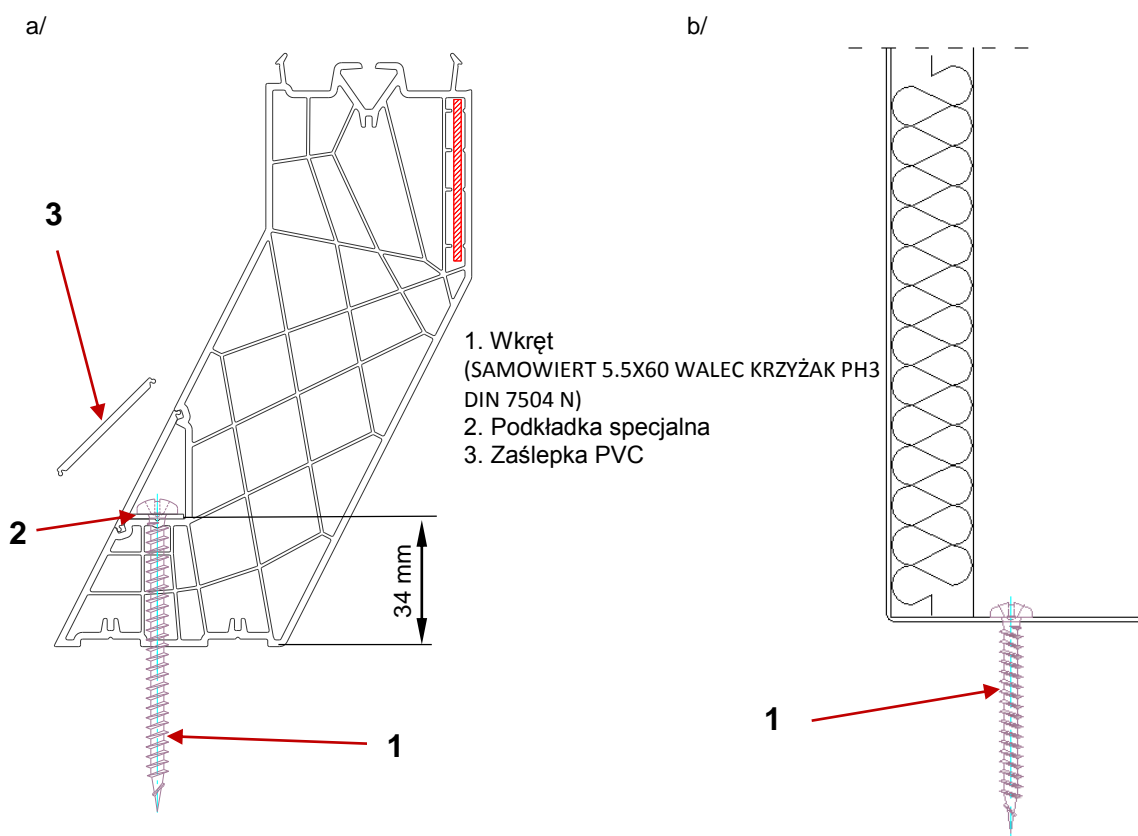 a/
b/
3
1. Wkręt
(SAMOWIERT 5.5X60 WALEC KRZYŻAK PH3
DIN 7504 N)
2. Podkładka specjalna
3. Zaślepka PVC
2
34 mm
1
1